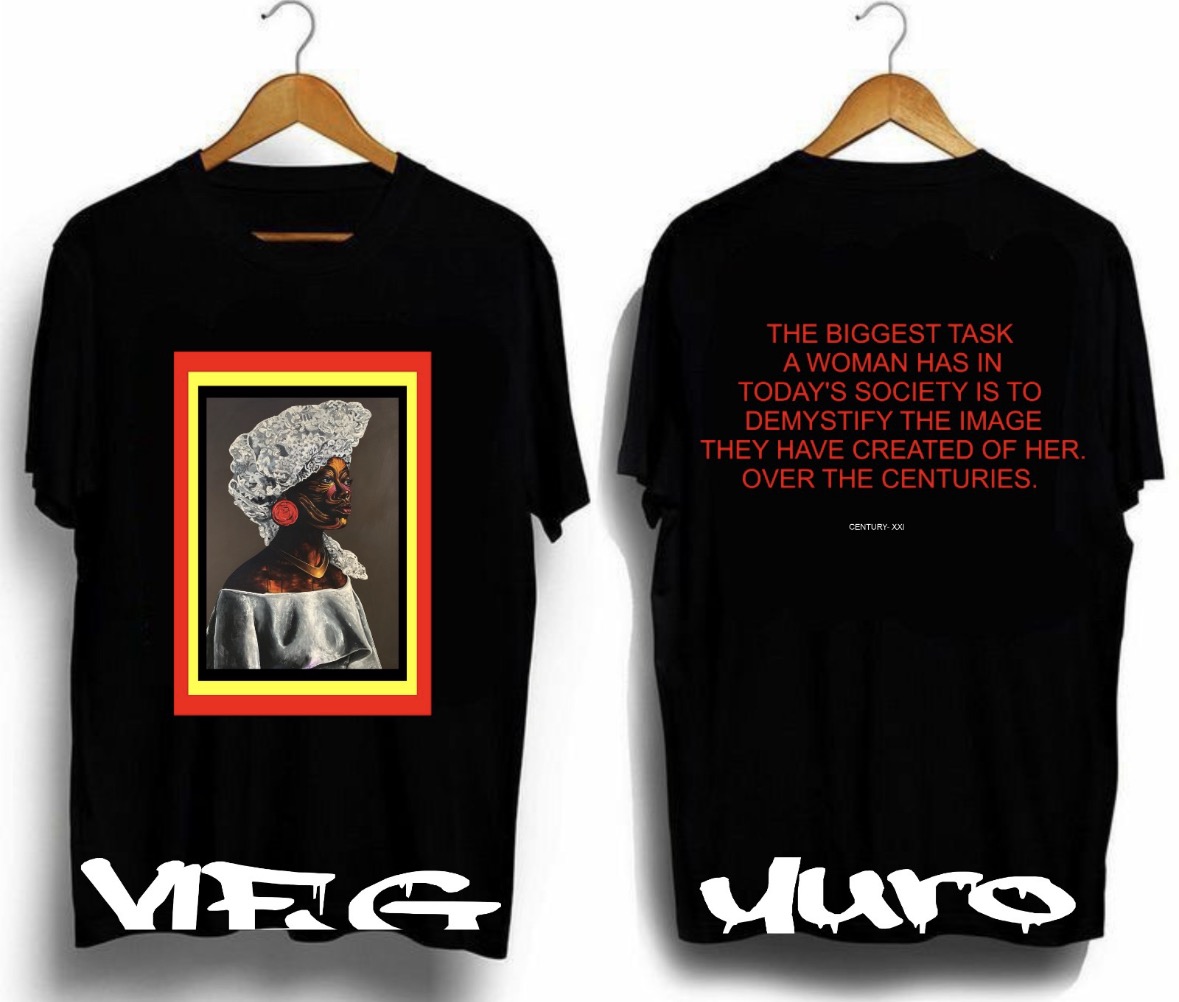 THE BIGGEST TASK
A WOMAN HAS IN
TODAY'S SOCIETY IS TO
DEMYSTIFY THE IMAGE
THEY HAVE CREATED OF HER.
OVER THE CENTURIES.
CENTURY- XXI
yuro